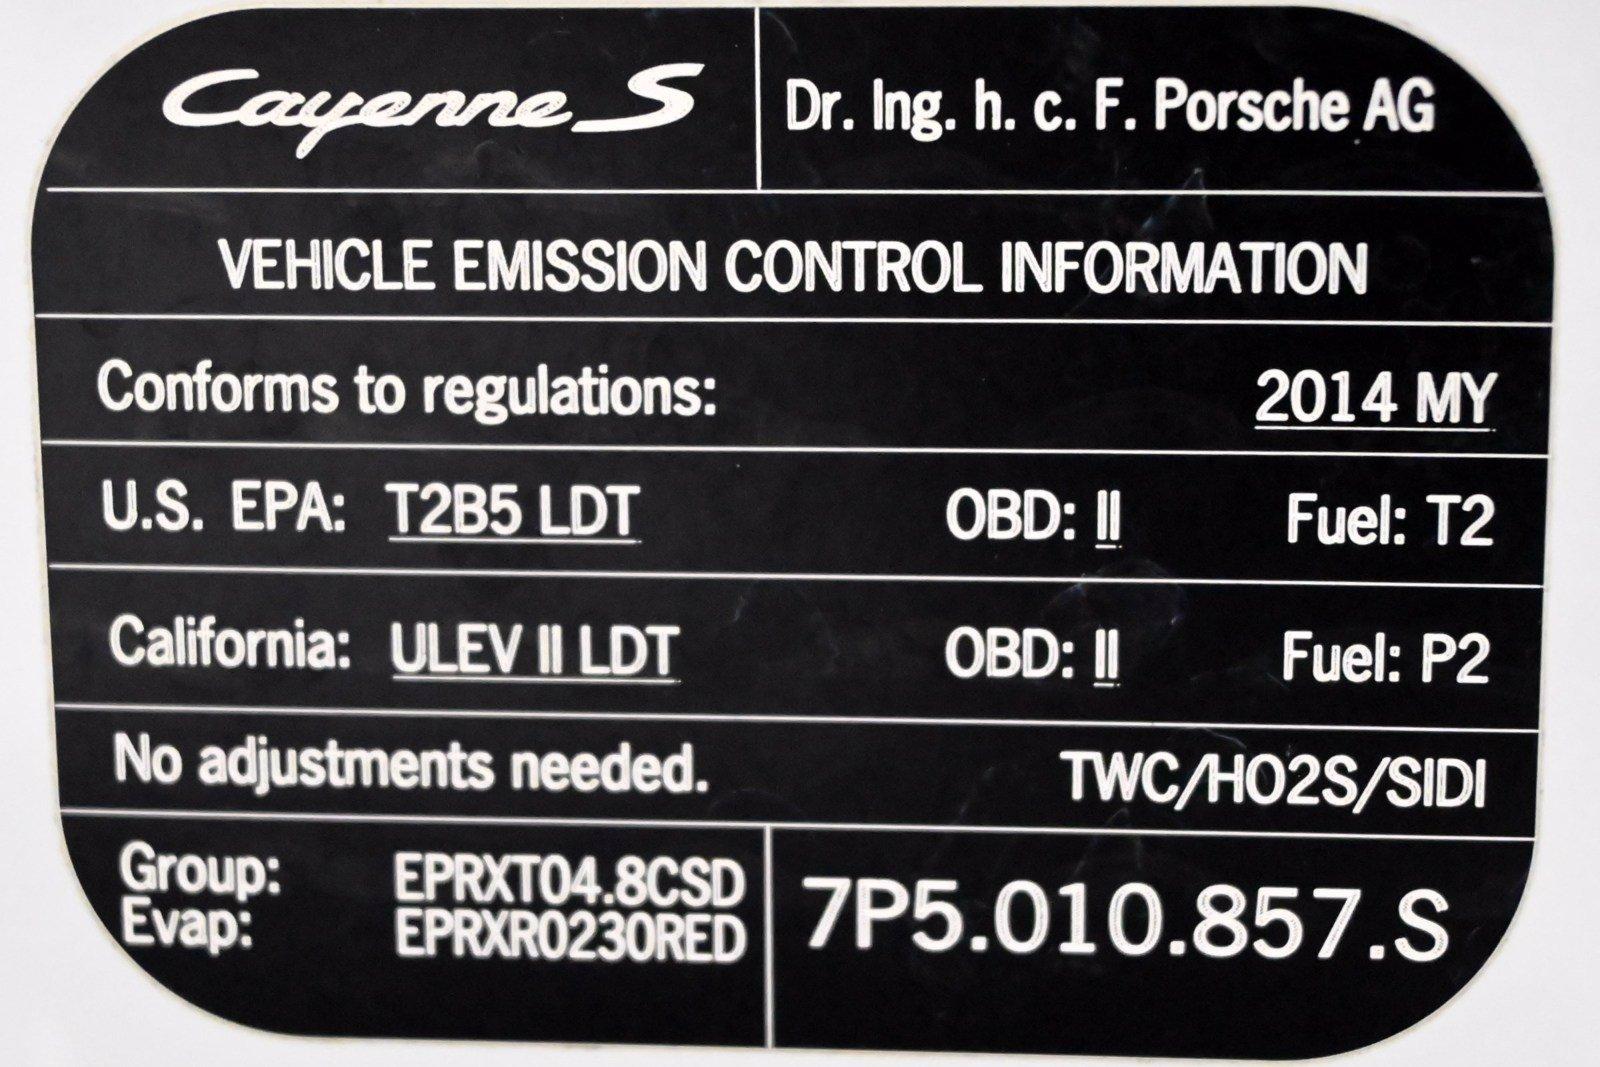 Cayenne S
Dr. Ing. h. c. F. Porsche AG
VEHICLE EMISSION CONTROL INFORMATION
Conforms to regulations: 2014 MY
U.S. EPA: T2B5 LDT OBD: II Fuel: T2
California: ULEV II LDT OBD: II Fuel: P2
No adjustments needed. TWC/HO2S/SIDI
Group: EPRXT04.8CSD
Evap: EPRXR0230RED
7P5.010.857.S